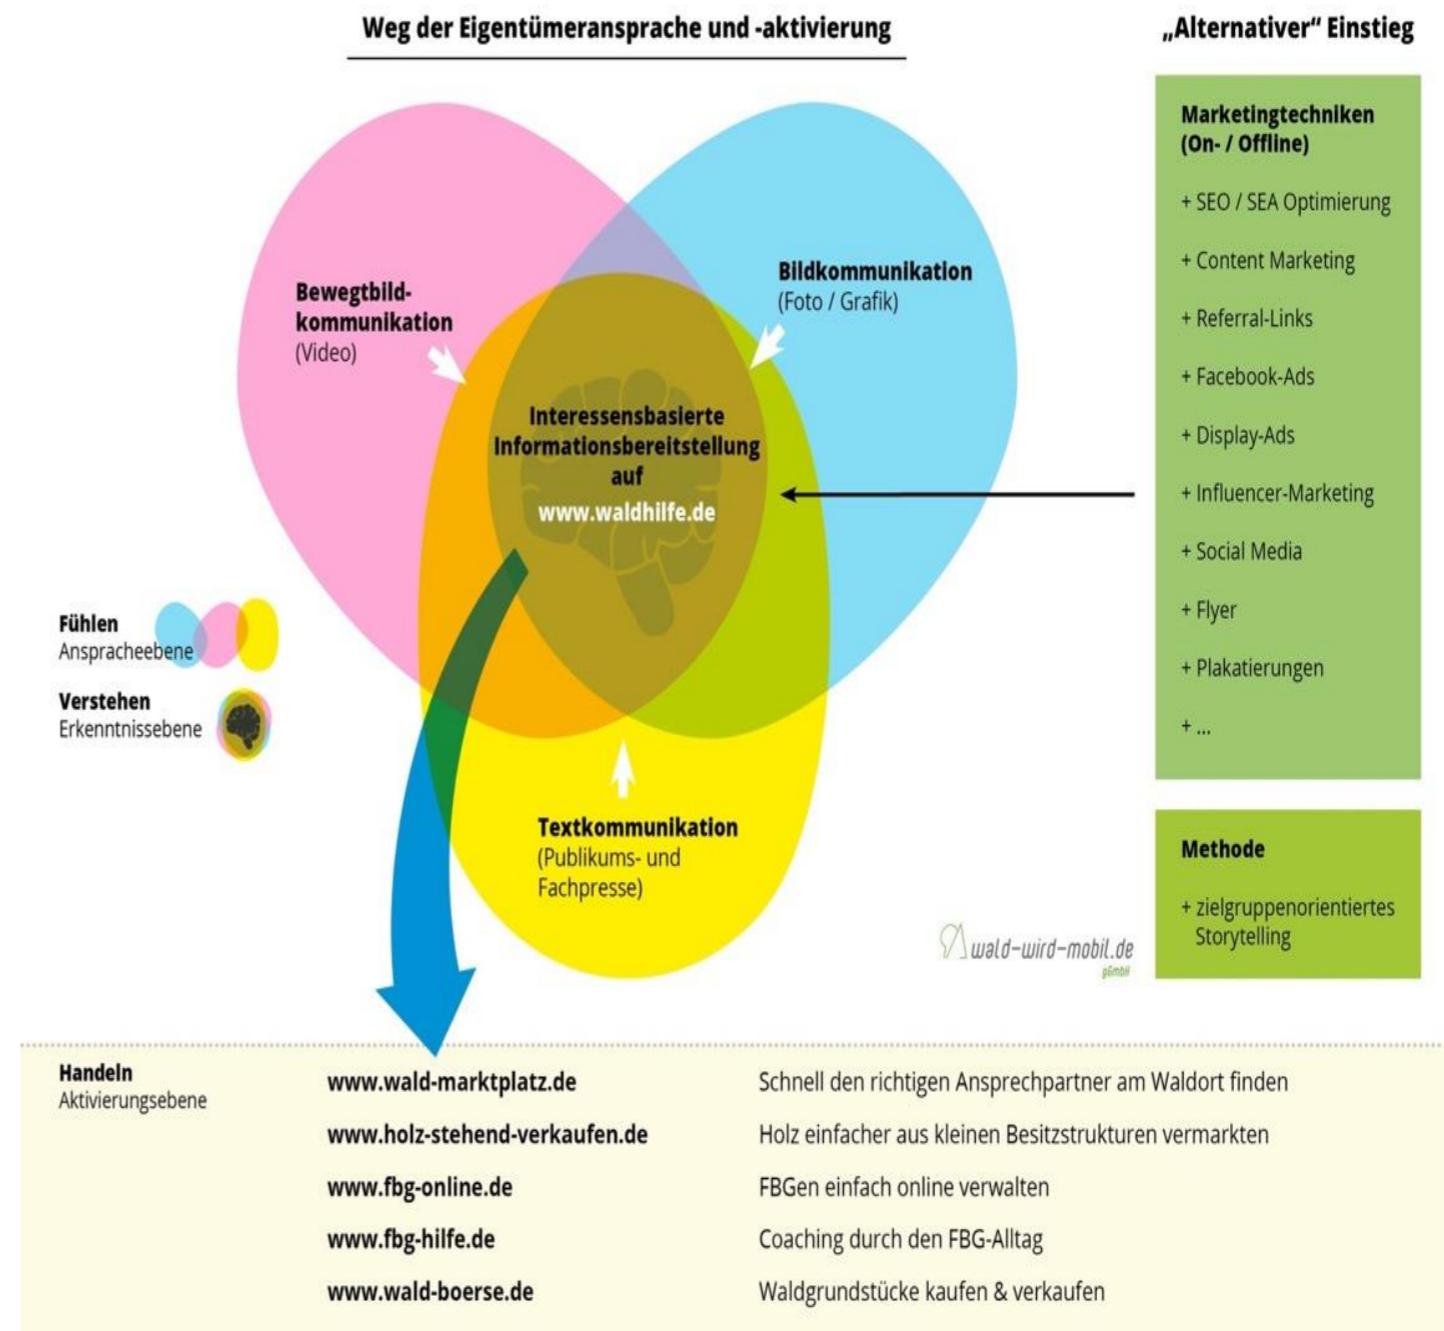 Weg der Eigentümeransprache und -aktivierung
„Alternativer“ Einstieg
Bewegtbild-
kommunikation
(Video)
Bildkommunikation
(Foto / Grafik)
Interessensbasierte
Informationsbereitstellung
auf
www.waldhilfe.de
Textkommunikation
(Publikums- und
Fachpresse)
Fühlen
Anspracheebene
Verstehen
Erkenntnissebene
Marketingtechniken
(On- / Offline)
+ SEO / SEA Optimierung
+ Content Marketing
+ Referral-Links
+ Facebook-Ads
+ Display-Ads
+ Influencer-Marketing
+ Social Media
+ Flyer
+ Plakatierungen
+ ...
Methode
+ zielgruppenorientiertes
Storytelling
wald-wird-mobil.de
gGmbH
Handeln
Aktivierungsebene
www.wald-marktplatz.de Schnell den richtigen Ansprechpartner am Waldort finden
www.holz-stehend-verkaufen.de Holz einfacher aus kleinen Besitzstrukturen vermarkten
www.fbg-online.de FBGen einfach online verwalten
www.fbg-hilfe.de Coaching durch den FBG-Alltag
www.wald-boerse.de Waldgrundstücke kaufen & verkaufen